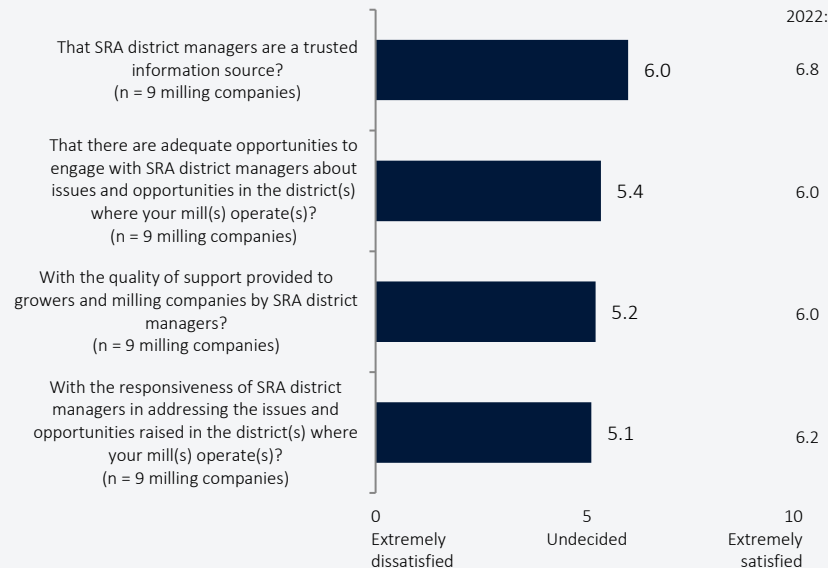 2022:
That SRA district managers are a trusted
information source?
(n = 9 milling companies)
6.0
6.8
That there are adequate opportunities to
engage with SRA district managers about
issues and opportunities in the district(s)
where your mill(s) operate(s)?
(n = 9 milling companies)
5.4
6.0
With the quality of support provided to
growers and milling companies by SRA district
managers?
(n = 9 milling companies)
5.2
6.0
With the responsiveness of SRA district
managers in addressing the issues and
opportunities raised in the district(s) where
your mill(s) operate(s)?
(n = 9 milling companies)
5.1
6.2
0 5 10
Extremely Undecided Extremely
dissatisfied satisfied